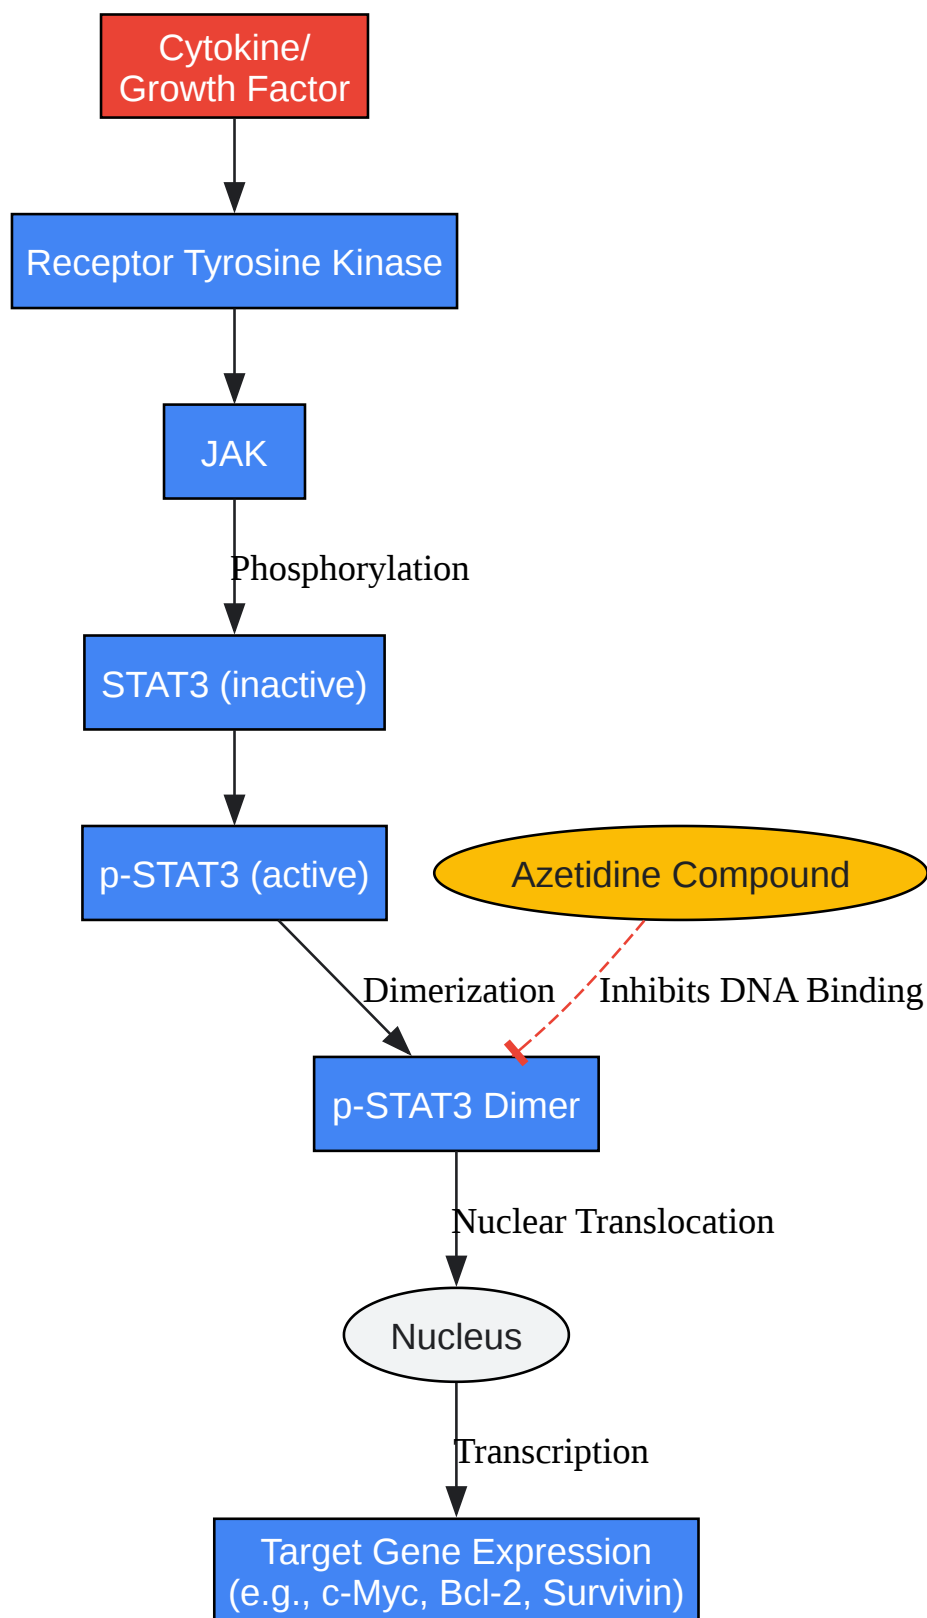 Cytokine/
Growth Factor
Receptor Tyrosine Kinase
JAK
Phosphorylation
STAT3 (inactive)
p-STAT3 (active)
Azetidine Compound
Dimerization
Inhibits DNA Binding
p-STAT3 Dimer
Nuclear Translocation
Nucleus
Transcription
Target Gene Expression
(e.g., c-Myc, Bcl-2, Survivin)